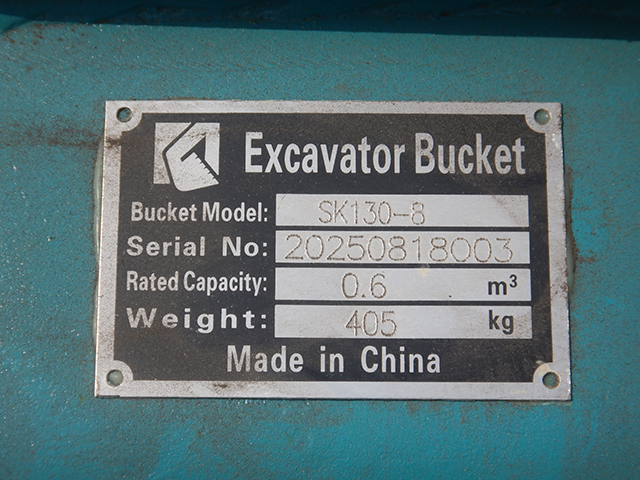 Excavator Bucket
Bucket Model: SK130-8
Serial No: 20250818003
Rated Capacity: 0.6 m³
Weight: 405 kg
Made in China